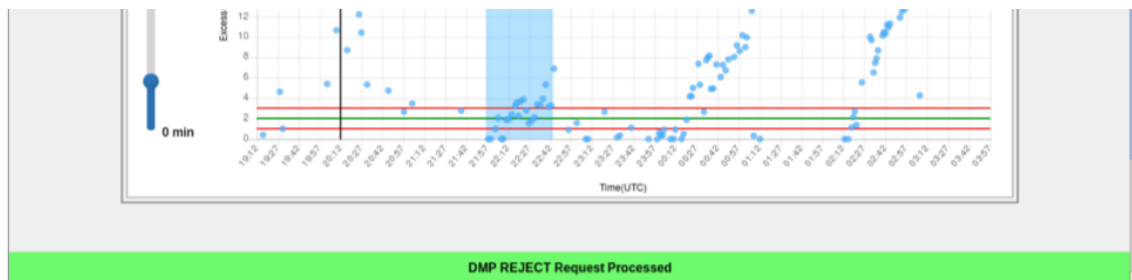 12
10
8
6
4
2
0
Excess
0 min
19:12 19:27 19:42 19:57 20:12 20:27 20:42 20:57 21:12 21:27 21:42 21:57 22:12 22:27 22:42 22:57 23:12 23:27 23:42 23:57 00:12 00:27 00:42 00:57 01:12 01:27 01:42 01:57 02:12 02:27 02:42 02:57 03:12 03:27 03:42 03:57
Time(UTC)
DMP REJECT Request Processed